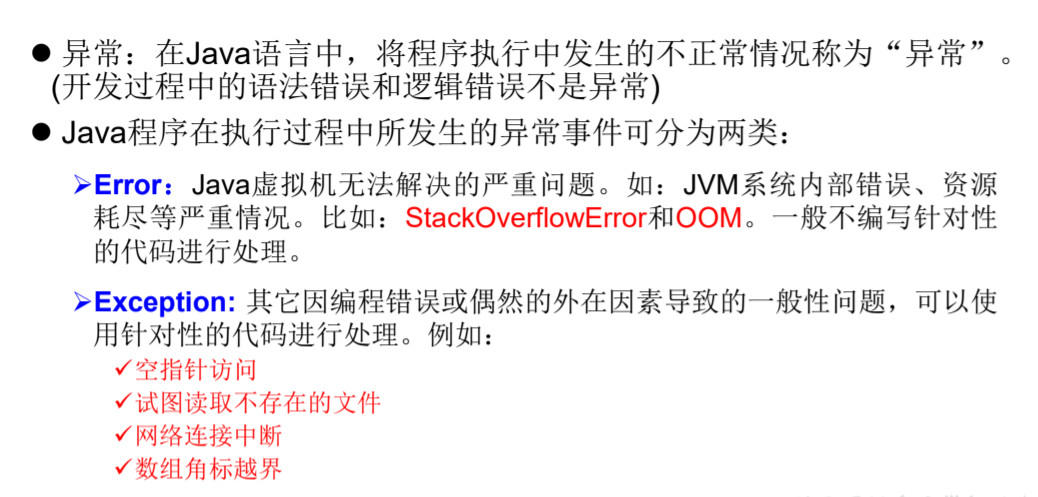 ● 异常：在Java语言中，将程序执行中发生的不正常情况称为“异常”。
(开发过程中的语法错误和逻辑错误不是异常)
● Java程序在执行过程中所发生的异常事件可分为两类：
➢Error：Java虚拟机无法解决的严重问题。如：JVM系统内部错误、资源
耗尽等严重情况。比如：StackOverflowError和OOM。一般不编写针对性
的代码进行处理。
➢Exception: 其它因编程错误或偶然的外在因素导致的一般性问题，可以使
用针对性的代码进行处理。例如：
✓空指针访问
✓试图读取不存在的文件
✓网络连接中断
✓数组角标越界